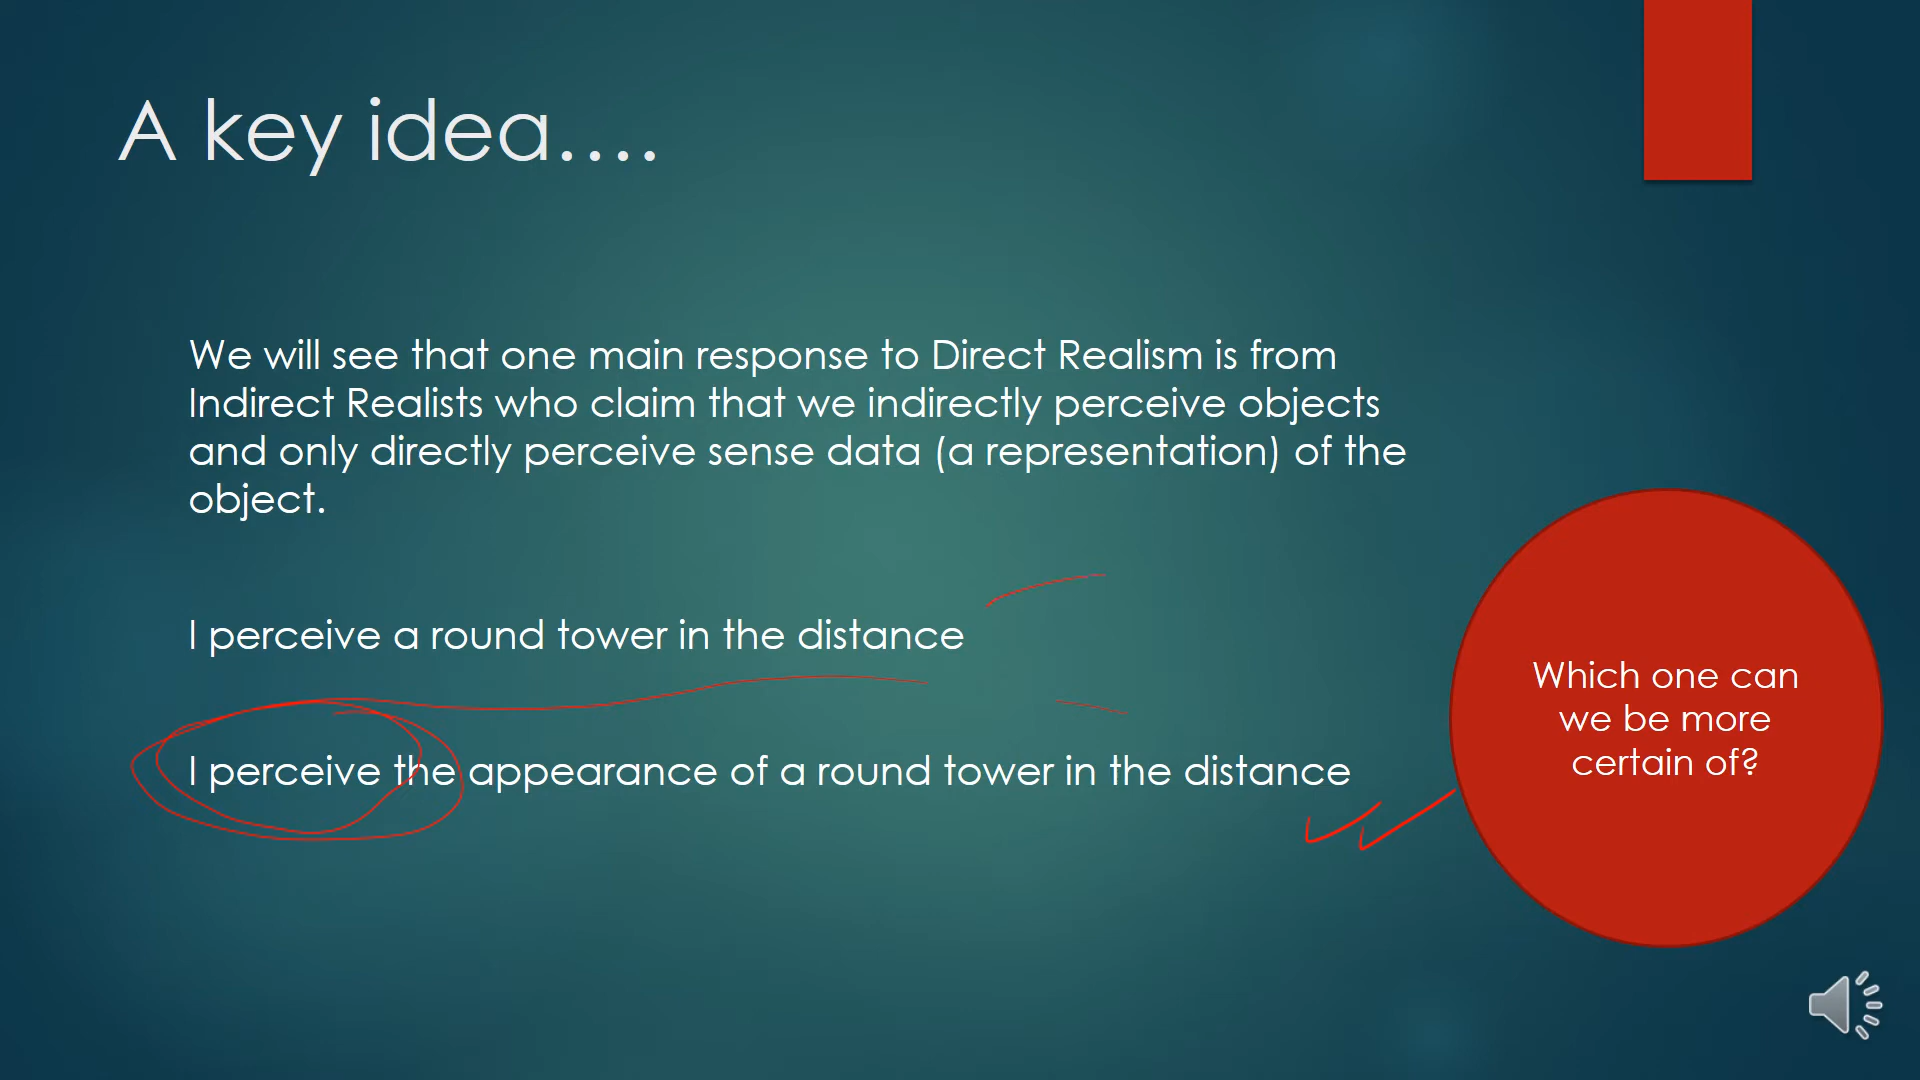 A key idea....
We will see that one main response to Direct Realism is from
Indirect Realists who claim that we indirectly perceive objects
and only directly perceive sense data (a representation) of the
object.
I perceive a round tower in the distance
I perceive the appearance of a round tower in the distance
Which one can
we be more
certain of?